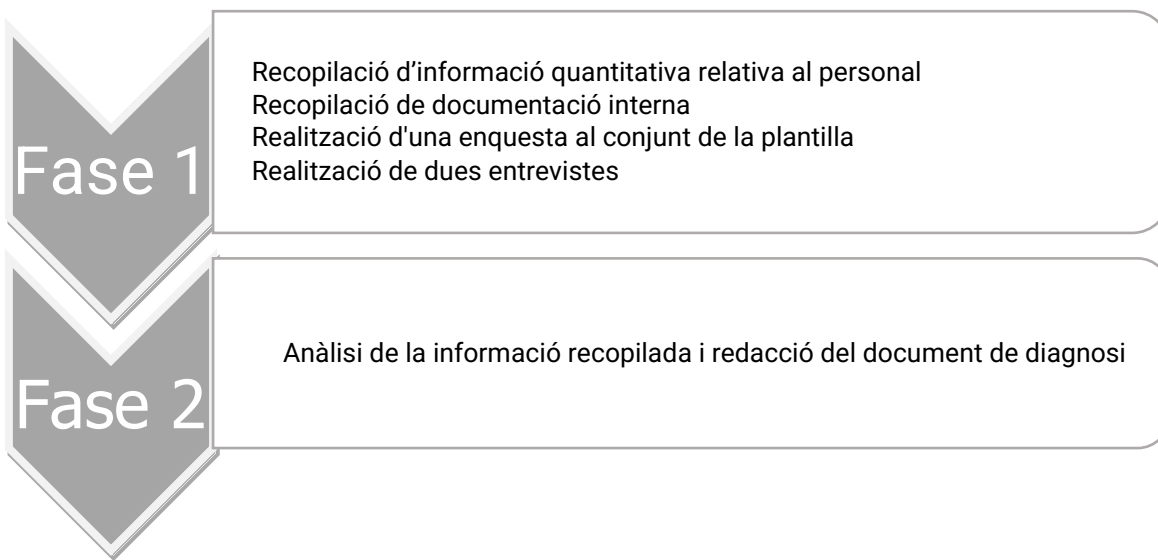 Fase 1
Recopilació d’informació quantitativa relativa al personal
Recopilació de documentació interna
Realització d'una enquesta al conjunt de la plantilla
Realització de dues entrevistes
Fase 2
Anàlisi de la informació recopilada i redacció del document de diagnosi